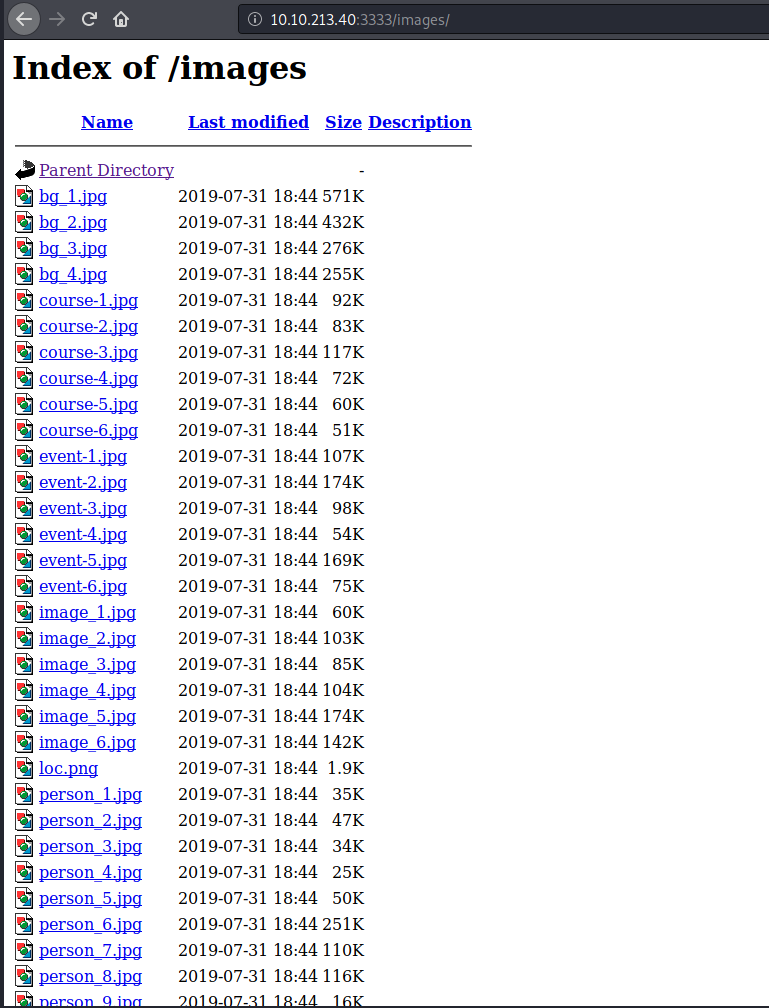 10.10.213.40:3333/images/
Index of /images
Name Last modified Size Description
Parent Directory -
bg_1.jpg 2019-07-31 18:44 571K
bg_2.jpg 2019-07-31 18:44 432K
bg_3.jpg 2019-07-31 18:44 276K
bg_4.jpg 2019-07-31 18:44 255K
course-1.jpg 2019-07-31 18:44 92K
course-2.jpg 2019-07-31 18:44 83K
course-3.jpg 2019-07-31 18:44 117K
course-4.jpg 2019-07-31 18:44 72K
course-5.jpg 2019-07-31 18:44 60K
course-6.jpg 2019-07-31 18:44 51K
event-1.jpg 2019-07-31 18:44 107K
event-2.jpg 2019-07-31 18:44 174K
event-3.jpg 2019-07-31 18:44 98K
event-4.jpg 2019-07-31 18:44 54K
event-5.jpg 2019-07-31 18:44 169K
event-6.jpg 2019-07-31 18:44 75K
image_1.jpg 2019-07-31 18:44 60K
image_2.jpg 2019-07-31 18:44 103K
image_3.jpg 2019-07-31 18:44 85K
image_4.jpg 2019-07-31 18:44 104K
image_5.jpg 2019-07-31 18:44 174K
image_6.jpg 2019-07-31 18:44 142K
loc.png 2019-07-31 18:44 1.9K
person_1.jpg 2019-07-31 18:44 35K
person_2.jpg 2019-07-31 18:44 47K
person_3.jpg 2019-07-31 18:44 34K
person_4.jpg 2019-07-31 18:44 25K
person_5.jpg 2019-07-31 18:44 50K
person_6.jpg 2019-07-31 18:44 251K
person_7.jpg 2019-07-31 18:44 110K
person_8.jpg 2019-07-31 18:44 116K
person_9.jpg 2019-07-31 18:44 16K